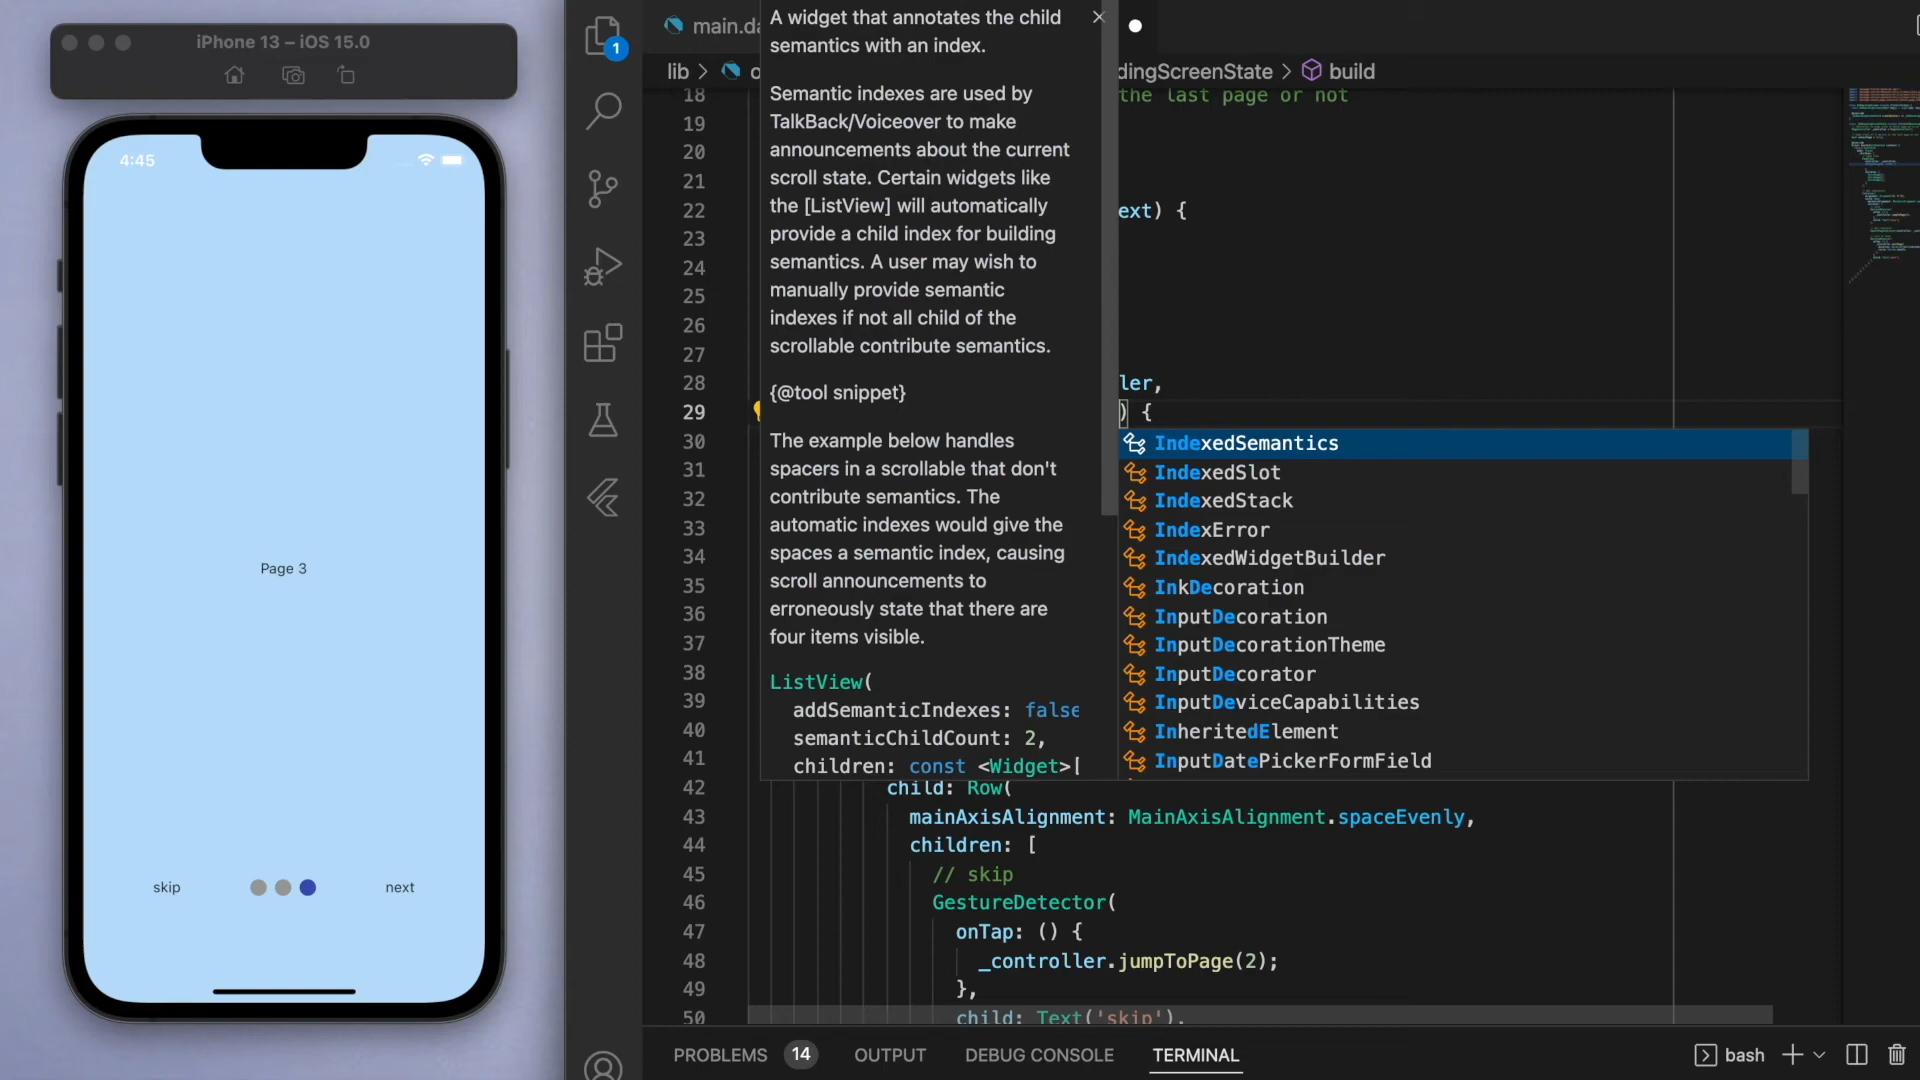 iPhone 13 – iOS 15.0
4:45
Page 3
skip
next
1
main.da
lib
o
dingScreenState
build
A widget that annotates the child
semantics with an index.
Semantic indexes are used by
TalkBack/Voiceover to make
announcements about the current
scroll state. Certain widgets like
the [ListView] will automatically
provide a child index for building
semantics. A user may wish to
manually provide semantic
indexes if not all child of the
scrollable contribute semantics.
{@tool snippet}
The example below handles
spacers in a scrollable that don't
contribute semantics. The
automatic indexes would give the
spaces a semantic index, causing
scroll announcements to
erroneously state that there are
four items visible.
ListView(
addSemanticIndexes: false
semanticChildCount: 2,
children: const <Widget>[
18 the last page or not
19
20
21
22 ext) {
23
24
25
26
27
28 ler,
29 ) {
30
31
32
33
34
35
36
37
38
39
40
41
IndexedSemantics
IndexedSlot
IndexedStack
IndexError
IndexedWidgetBuilder
InkDecoration
InputDecoration
InputDecorationTheme
InputDecorator
InputDeviceCapabilities
InheritedElement
InputDatePickerFormField
42 child: Row(
43 mainAxisAlignment: MainAxisAlignment.spaceEvenly,
44 children: [
45 // skip
46 GestureDetector(
47 onTap: () {
48 _controller.jumpToPage(2);
49 },
50 child: Text('skip'),
PROBLEMS 14 OUTPUT DEBUG CONSOLE TERMINAL
bash